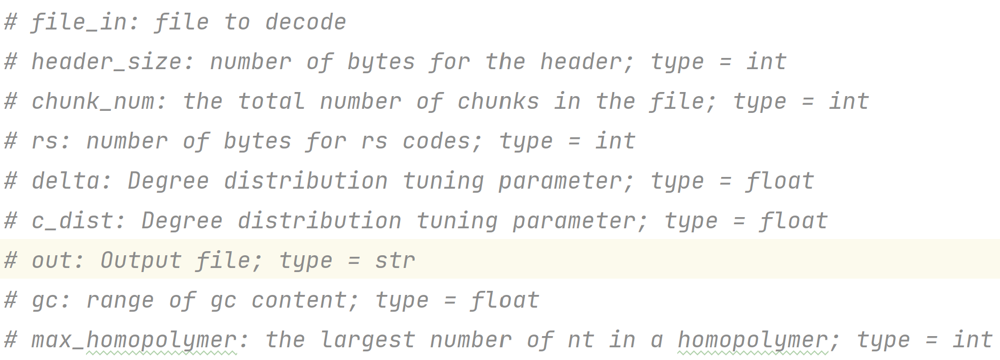 # file_in: file to decode
# header_size: number of bytes for the header; type = int
# chunk_num: the total number of chunks in the file; type = int
# rs: number of bytes for rs codes; type = int
# delta: Degree distribution tuning parameter; type = float
# c_dist: Degree distribution tuning parameter; type = float
# out: Output file; type = str
# gc: range of gc content; type = float
# max_homopolymer: the largest number of nt in a homopolymer; type = int